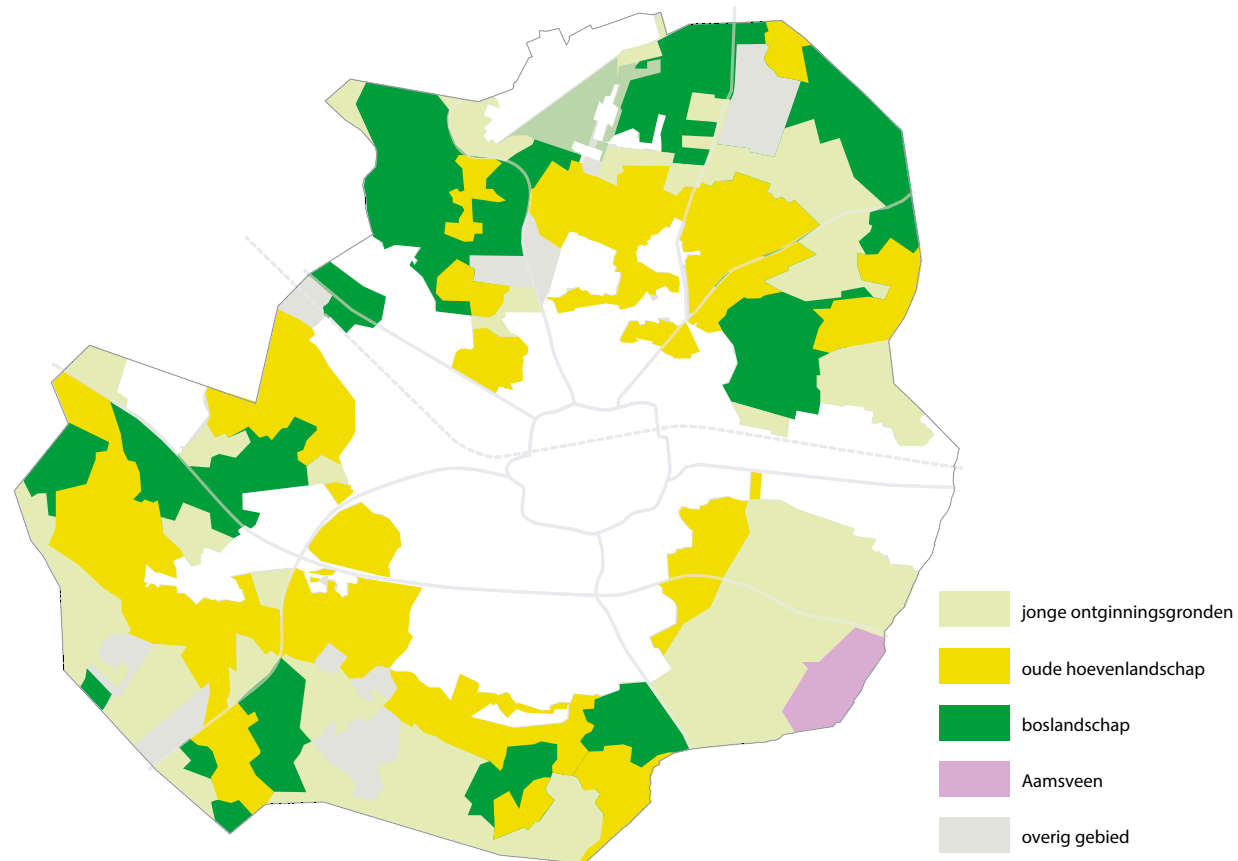 jonge ontginningsgronden
oude hoevenlandschap
boslandschap
Aamsveen
overig gebied